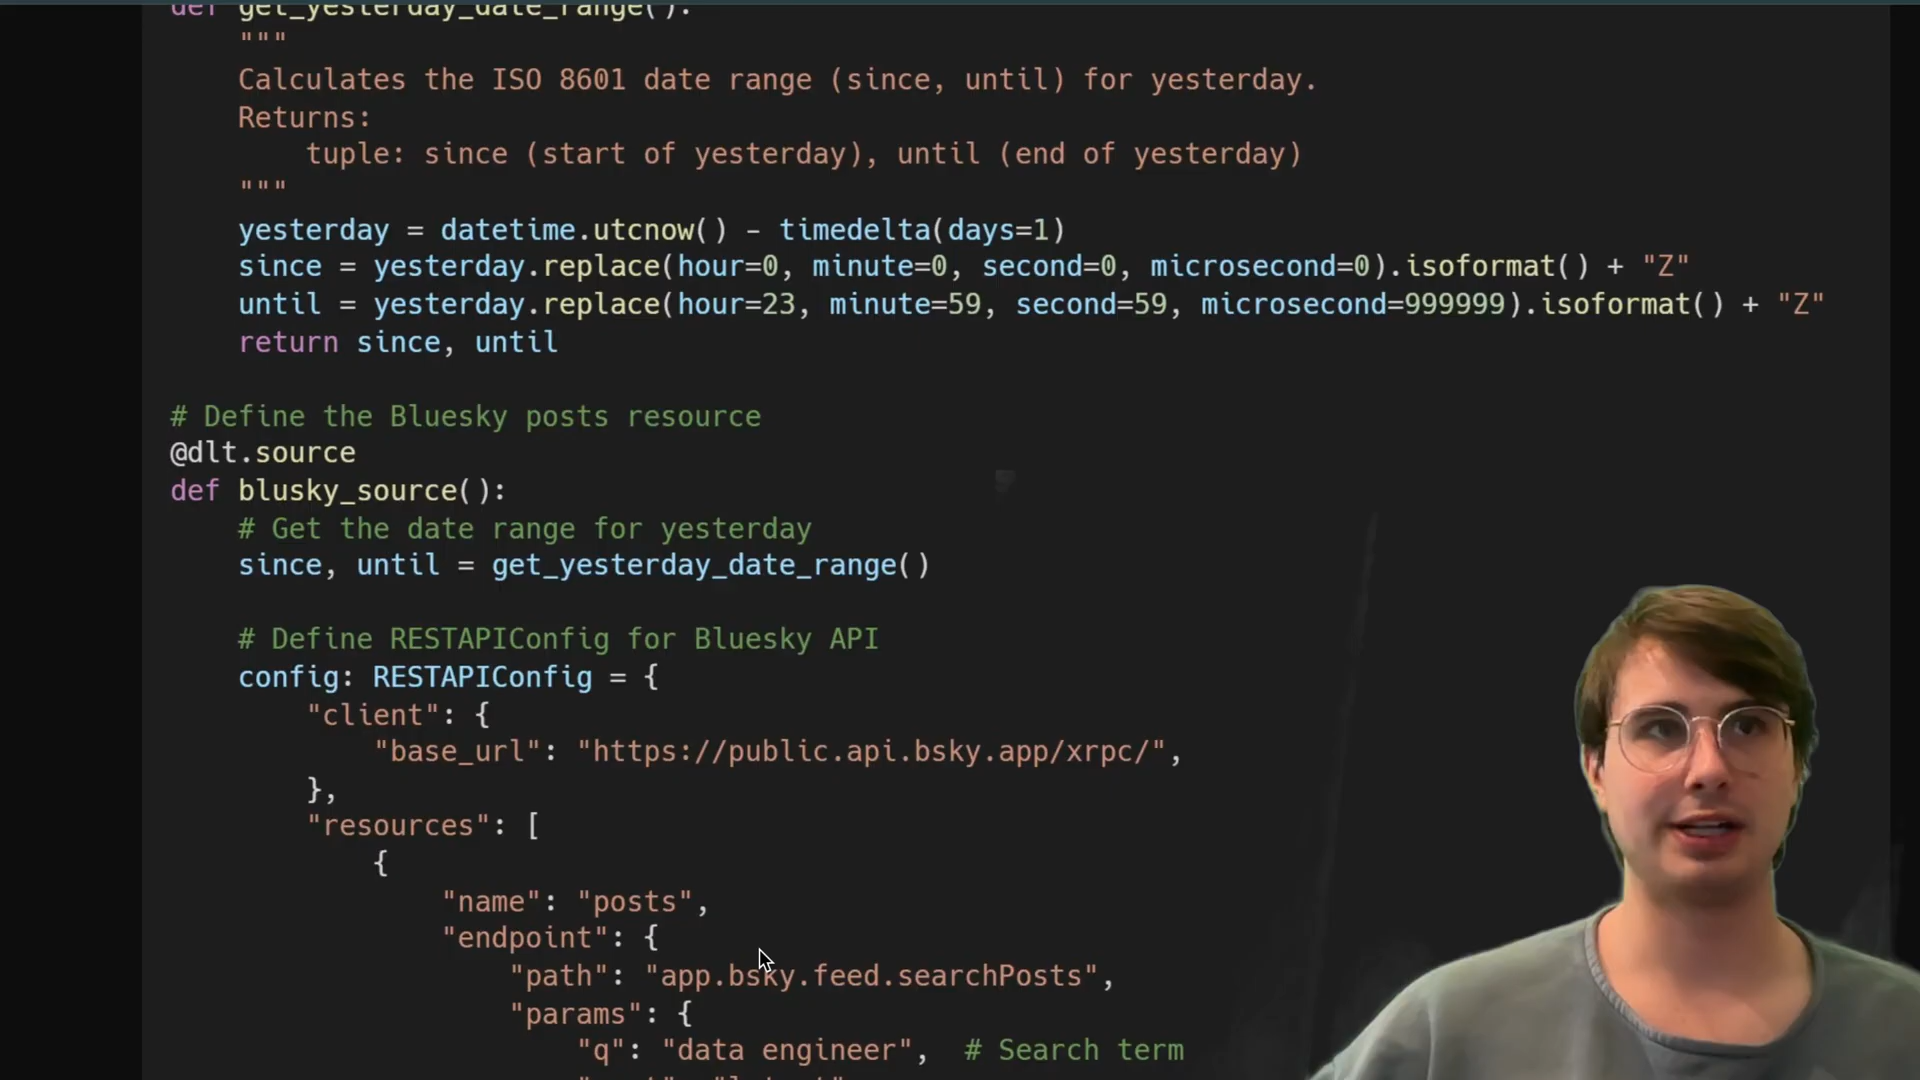 def get_yesterday_date_range():
"""
Calculates the ISO 8601 date range (since, until) for yesterday.
Returns:
tuple: since (start of yesterday), until (end of yesterday)
"""
yesterday = datetime.utcnow() - timedelta(days=1)
since = yesterday.replace(hour=0, minute=0, second=0, microsecond=0).isoformat() + "Z"
until = yesterday.replace(hour=23, minute=59, second=59, microsecond=999999).isoformat() + "Z"
return since, until
# Define the Bluesky posts resource
@dlt.source
def blusky_source():
# Get the date range for yesterday
since, until = get_yesterday_date_range()
# Define RESTAPIConfig for Bluesky API
config: RESTAPIConfig = {
"client": {
"base_url": "https://public.api.bsky.app/xrpc/",
},
"resources": [
{
"name": "posts",
"endpoint": {
"path": "app.bsky.feed.searchPosts",
"params": {
"q": "data engineer",  # Search term